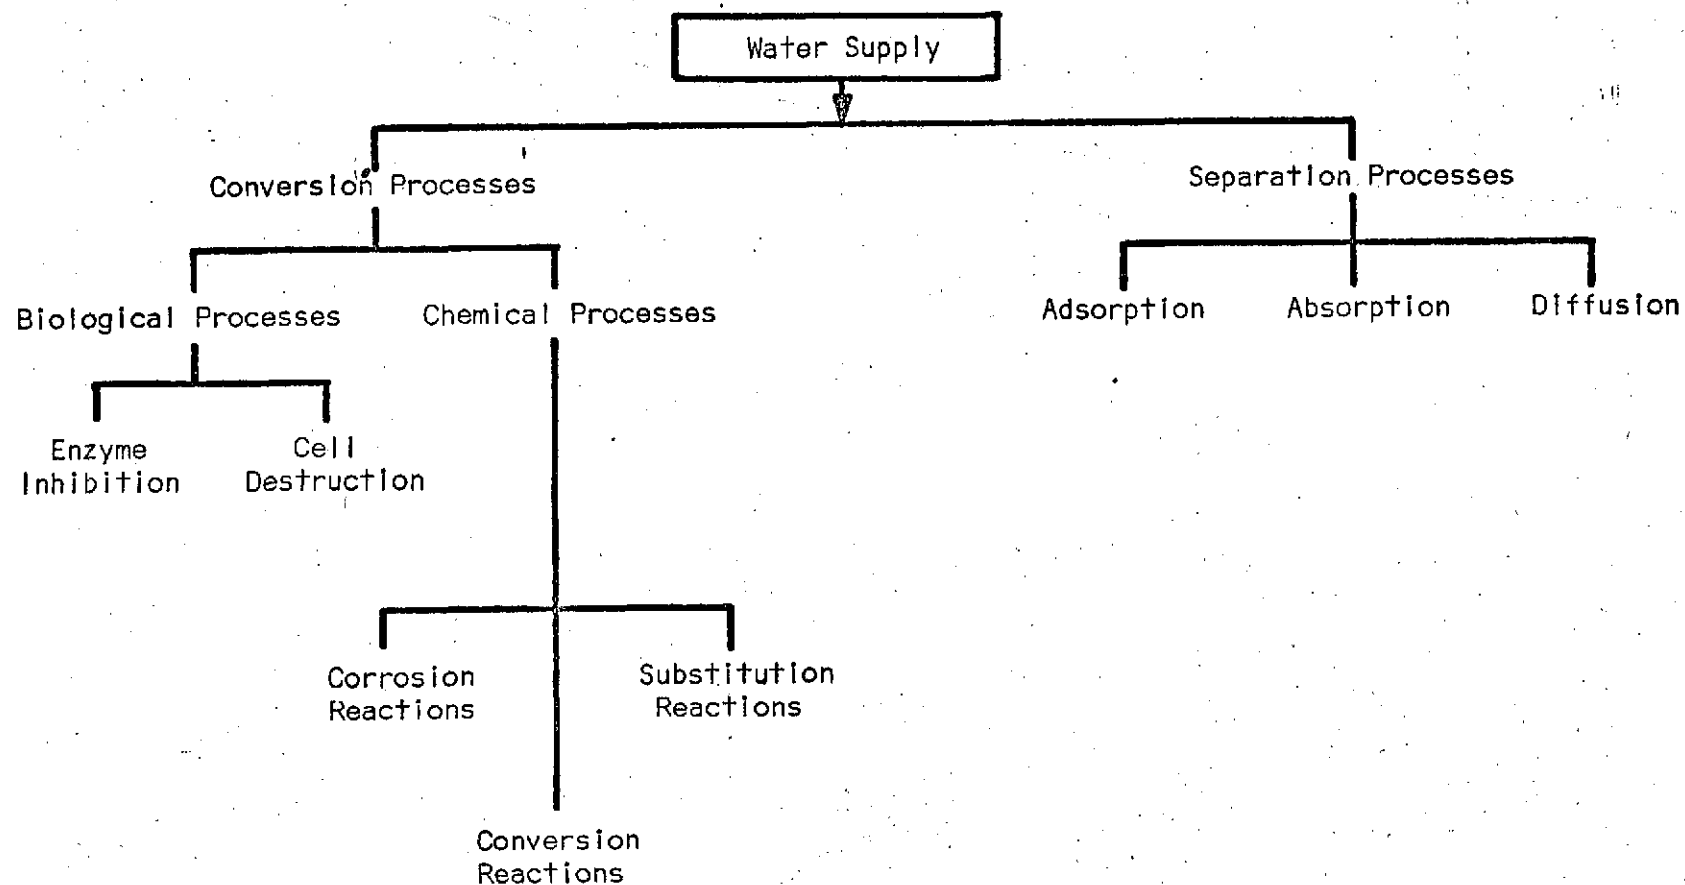 Water Supply
Conversion Processes
Separation Processes
Biological Processes
Chemical Processes
Adsorption
Absorption
Diffusion
Enzyme
Inhibition
Cell
Destruction
Corrosion
Reactions
Substitution
Reactions
Conversion
Reactions